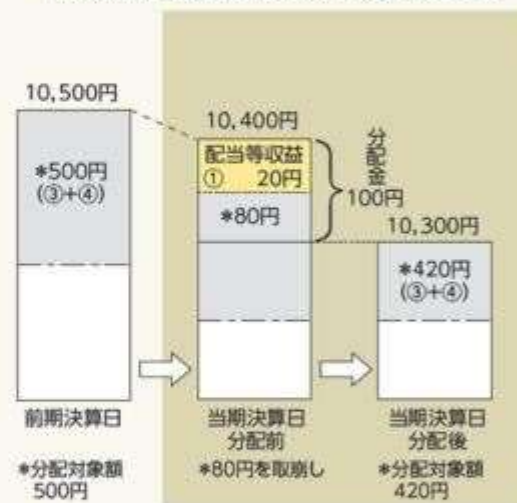 10,500円
*500円
(③+④)
前期決算日
*分配対象額
500円
10,400円
配当等収益
① 20円
*80円
分配金
100円
当期決算日
分配前
*80円を取崩し
10,300円
*420円
(③+④)
当期決算日
分配後
*分配対象額
420円